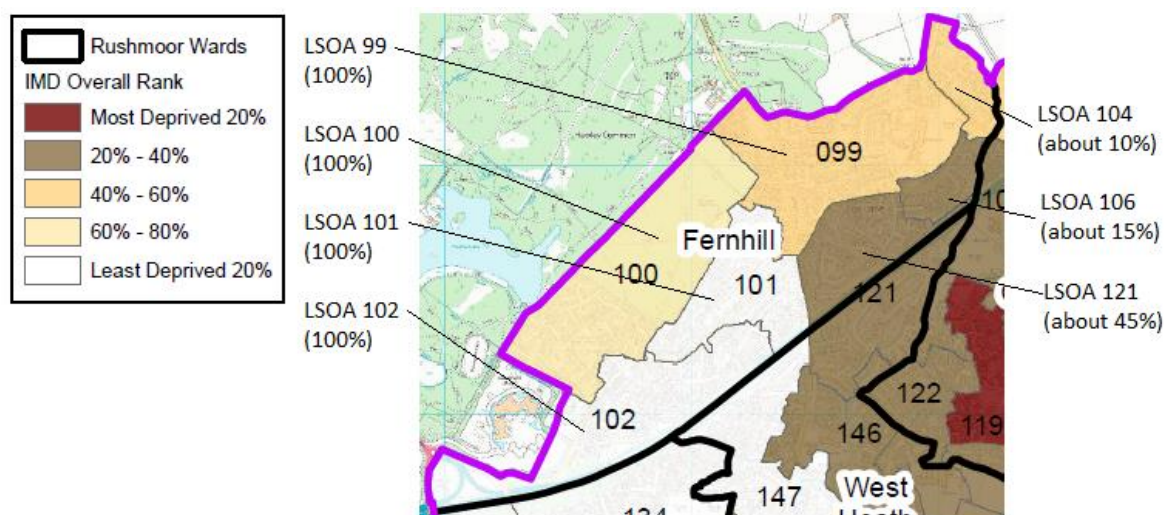 Rushmoor Wards
IMD Overall Rank
Most Deprived 20%
20% - 40%
40% - 60%
60% - 80%
Least Deprived 20%
LSOA 99
(100%)
LSOA 100
(100%)
LSOA 101
(100%)
LSOA 102
(100%)
LSOA 104
(about 10%)
LSOA 106
(about 15%)
LSOA 121
(about 45%)
099
Fernhill
100
101
121
102
122
146
119
147
West